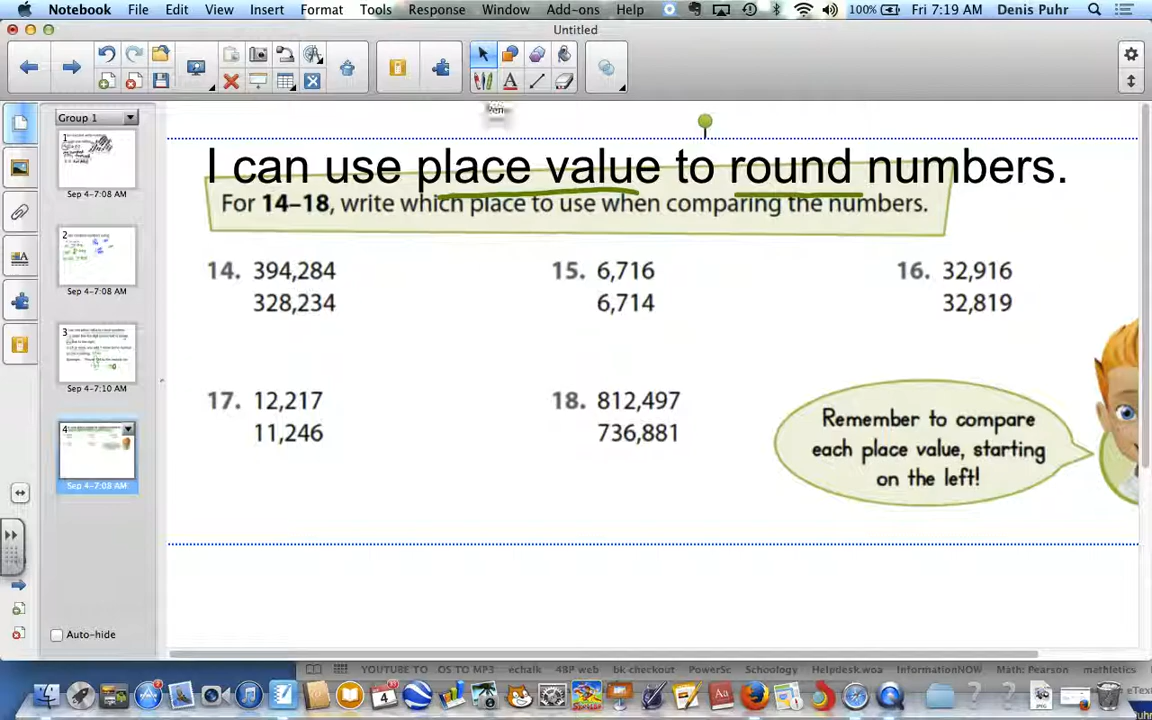 Notebook File Edit View Insert Format Tools Response Window Add-ons Help 100% Fri 7:19 AM Denis Puhr
Untitled
Group 1
I can use place value to round numbers.
For 14–18, write which place to use when comparing the numbers.
14. 394,284
328,234
15. 6,716
6,714
16. 32,916
32,819
17. 12,217
11,246
18. 812,497
736,881
Remember to compare
each place value, starting
on the left!
1
Sep 4-7:08 AM
2
Sep 4-7:08 AM
3
Sep 4-7:10 AM
4
Sep 4-7:08 AM
Auto-hide
YOUTUBE TO OS TO MP3 echalk 4BP web bk-checkout PowerSc Schoology Helpdesk.woa InformationNOW Math: Pearson mathletics